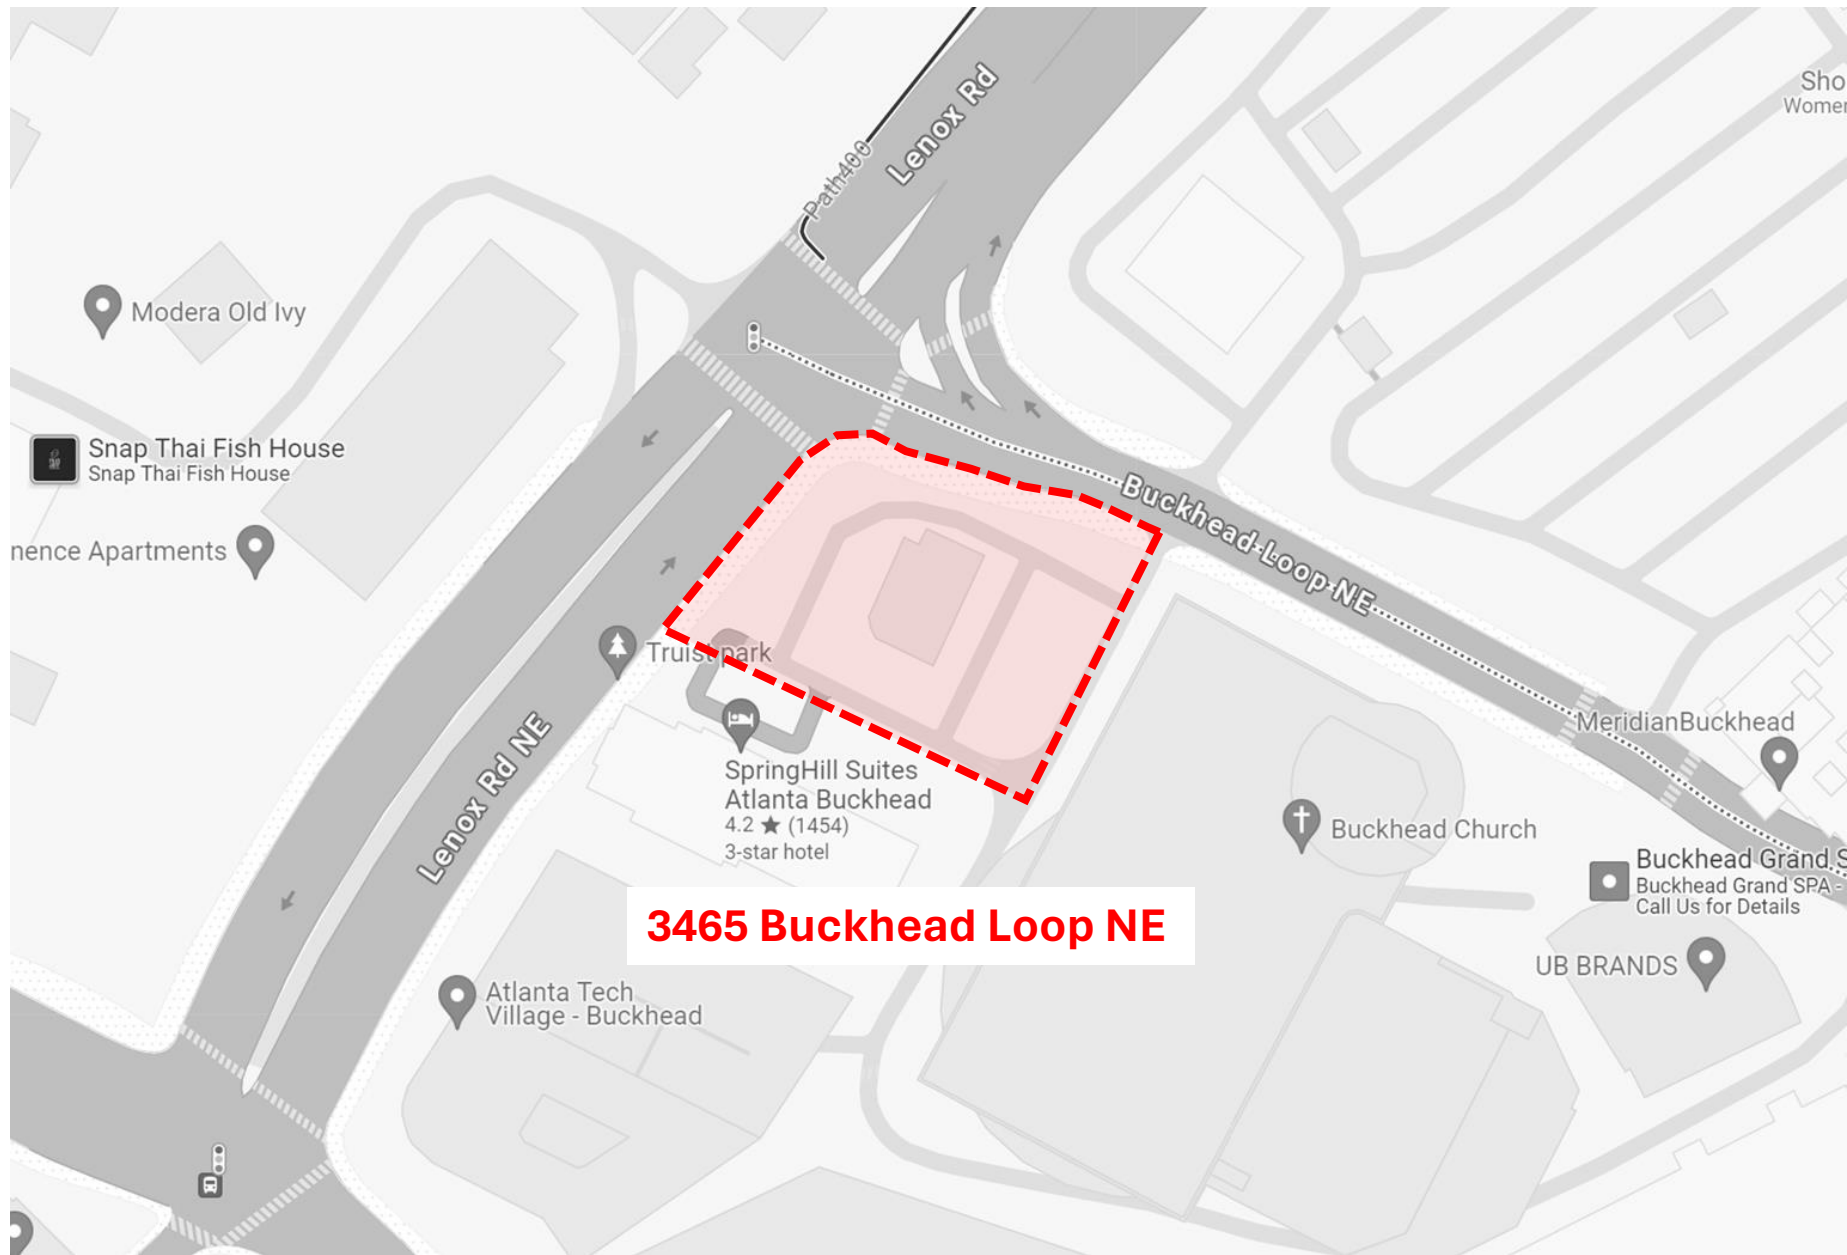 Sho
Women
Lenox Rd
Path400
Modera Old Ivy
Snap Thai Fish House
Snap Thai Fish House
nence Apartments
Buckhead Loop NE
Truist park
MeridianBuckhead
Lenox Rd NE
SpringHill Suites
Atlanta Buckhead
4.2 ★ (1454)
3-star hotel
Buckhead Church
Buckhead Grand S
Buckhead Grand SPA -
Call Us for Details
3465 Buckhead Loop NE
UB BRANDS
Atlanta Tech
Village - Buckhead